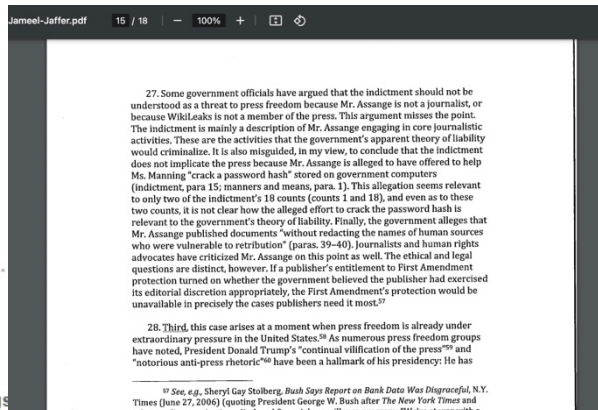 Jameel-Jaffer.pdf
15 / 18
100%
27. Some government officials have argued that the indictment should not be
understood as a threat to press freedom because Mr. Assange is not a journalist, or
because WikiLeaks is not a member of the press. This argument misses the point.
The indictment is mainly a description of Mr. Assange engaging in core journalistic
activities. These are the activities that the government's apparent theory of liability
would criminalize. It is also misguided, in my view, to conclude that the indictment
does not implicate the press because Mr. Assange is alleged to have offered to help
Ms. Manning "crack a password hash" stored on government computers
(indictment, para 15; manners and means, para. 1). This allegation seems relevant
to only two of the indictment's 18 counts (counts 1 and 18), and even as to these
two counts, it is not clear how the alleged effort to crack the password hash is
relevant to the government's theory of liability. Finally, the government alleges that
Mr. Assange published documents "without redacting the names of human sources
who were vulnerable to retribution" (paras. 39–40). Journalists and human rights
advocates have criticized Mr. Assange on this point as well. The ethical and legal
questions are distinct, however. If a publisher's entitlement to First Amendment
protection turned on whether the government believed the publisher had exercised
its editorial discretion appropriately, the First Amendment's protection would be
unavailable in precisely the cases publishers need it most.57
28. Third, this case arises at a moment when press freedom is already under
extraordinary pressure in the United States.58 As numerous press freedom groups
have noted, President Donald Trump's "continual vilification of the press"59 and
"notorious anti-press rhetoric"60 have been a hallmark of his presidency: He has
57 See, e.g., Sheryl Gay Stolberg, Bush Says Report on Bank Data Was Disgraceful, N.Y.
Times (June 27, 2006) (quoting President George W. Bush after The New York Times and